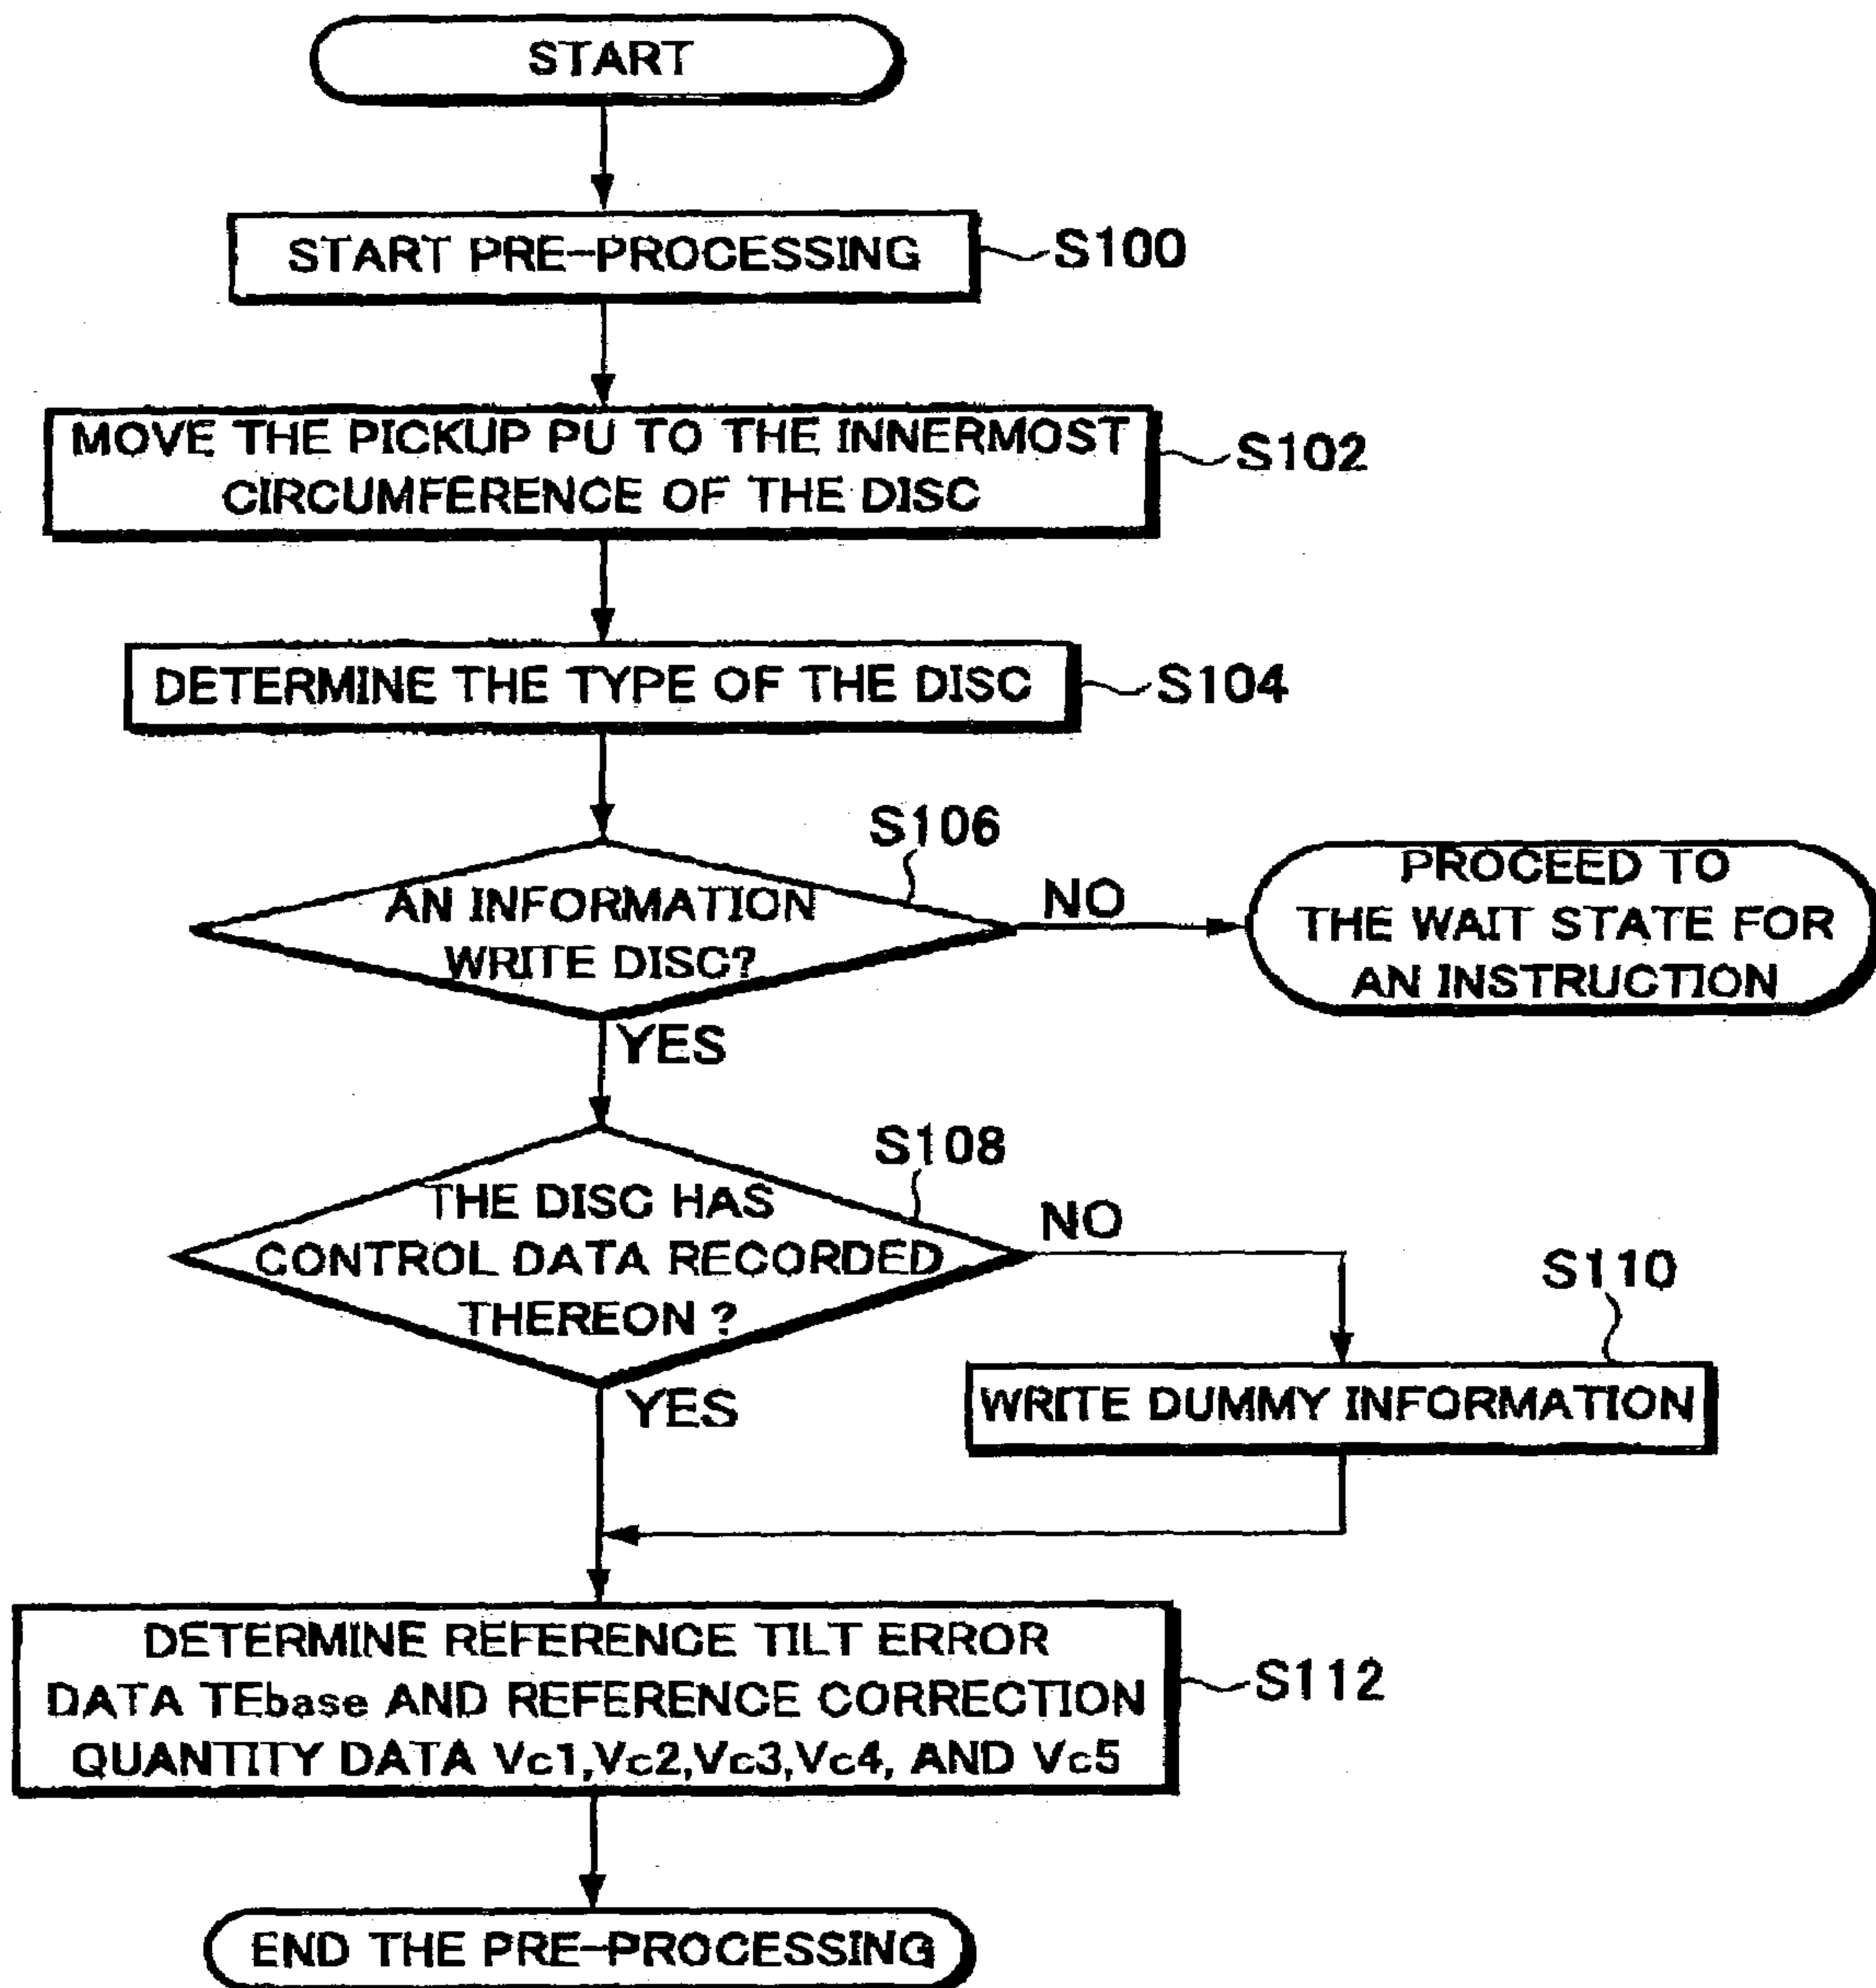 START
START PRE-PROCESSING
S100
MOVE THE PICKUP PU TO THE INNERMOST
CIRCUMFERENCE OF THE DISC
S102
DETERMINE THE TYPE OF THE DISC
S104
S106
AN INFORMATION
WRITE DISC?
NO
PROCEED TO
THE WAIT STATE FOR
AN INSTRUCTION
YES
S108
THE DISC HAS
CONTROL DATA RECORDED
THEREON ?
NO
S110
WRITE DUMMY INFORMATION
YES
DETERMINE REFERENCE TILT ERROR
DATA TEbase AND REFERENCE CORRECTION
QUANTITY DATA Vc1,Vc2,Vc3,Vc4, AND Vc5
S112
END THE PRE-PROCESSING